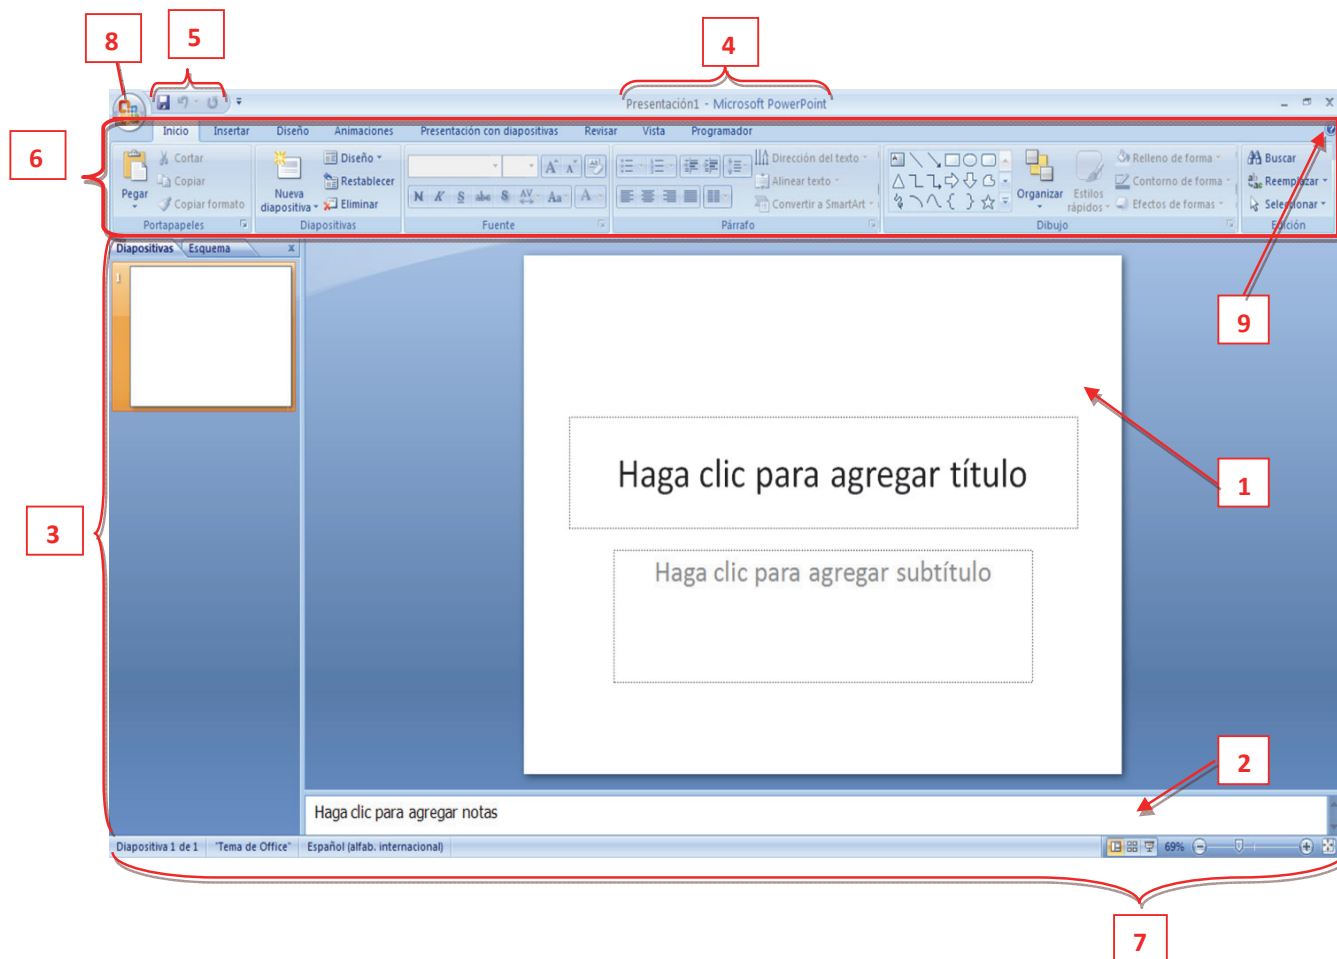 8
5
4
Presentación1 - Microsoft PowerPoint
6
Inicio Insertar Diseño Animaciones Presentación con diapositivas Revisar Vista Programador
Pegar
Cortar
Copiar
Copiar formato
Portapapeles
Nueva
diapositiva
Diseño
Restablecer
Eliminar
Diapositivas
N K S abc S AV Aa A
Fuente
Dirección del texto
Alinear texto
Convertir a SmartArt
Párrafo
Organizar
Estilos
rápidos
Relleno de forma
Contorno de forma
Efectos de formas
Dibujo
Buscar
Reemplazar
Seleccionar
Edición
Diapositivas Esquema x
1
9
Haga clic para agregar título
1
3
Haga clic para agregar subtítulo
2
Haga clic para agregar notas
Diapositiva 1 de 1 "Tema de Office" Español (alfab. internacional) 69%
7